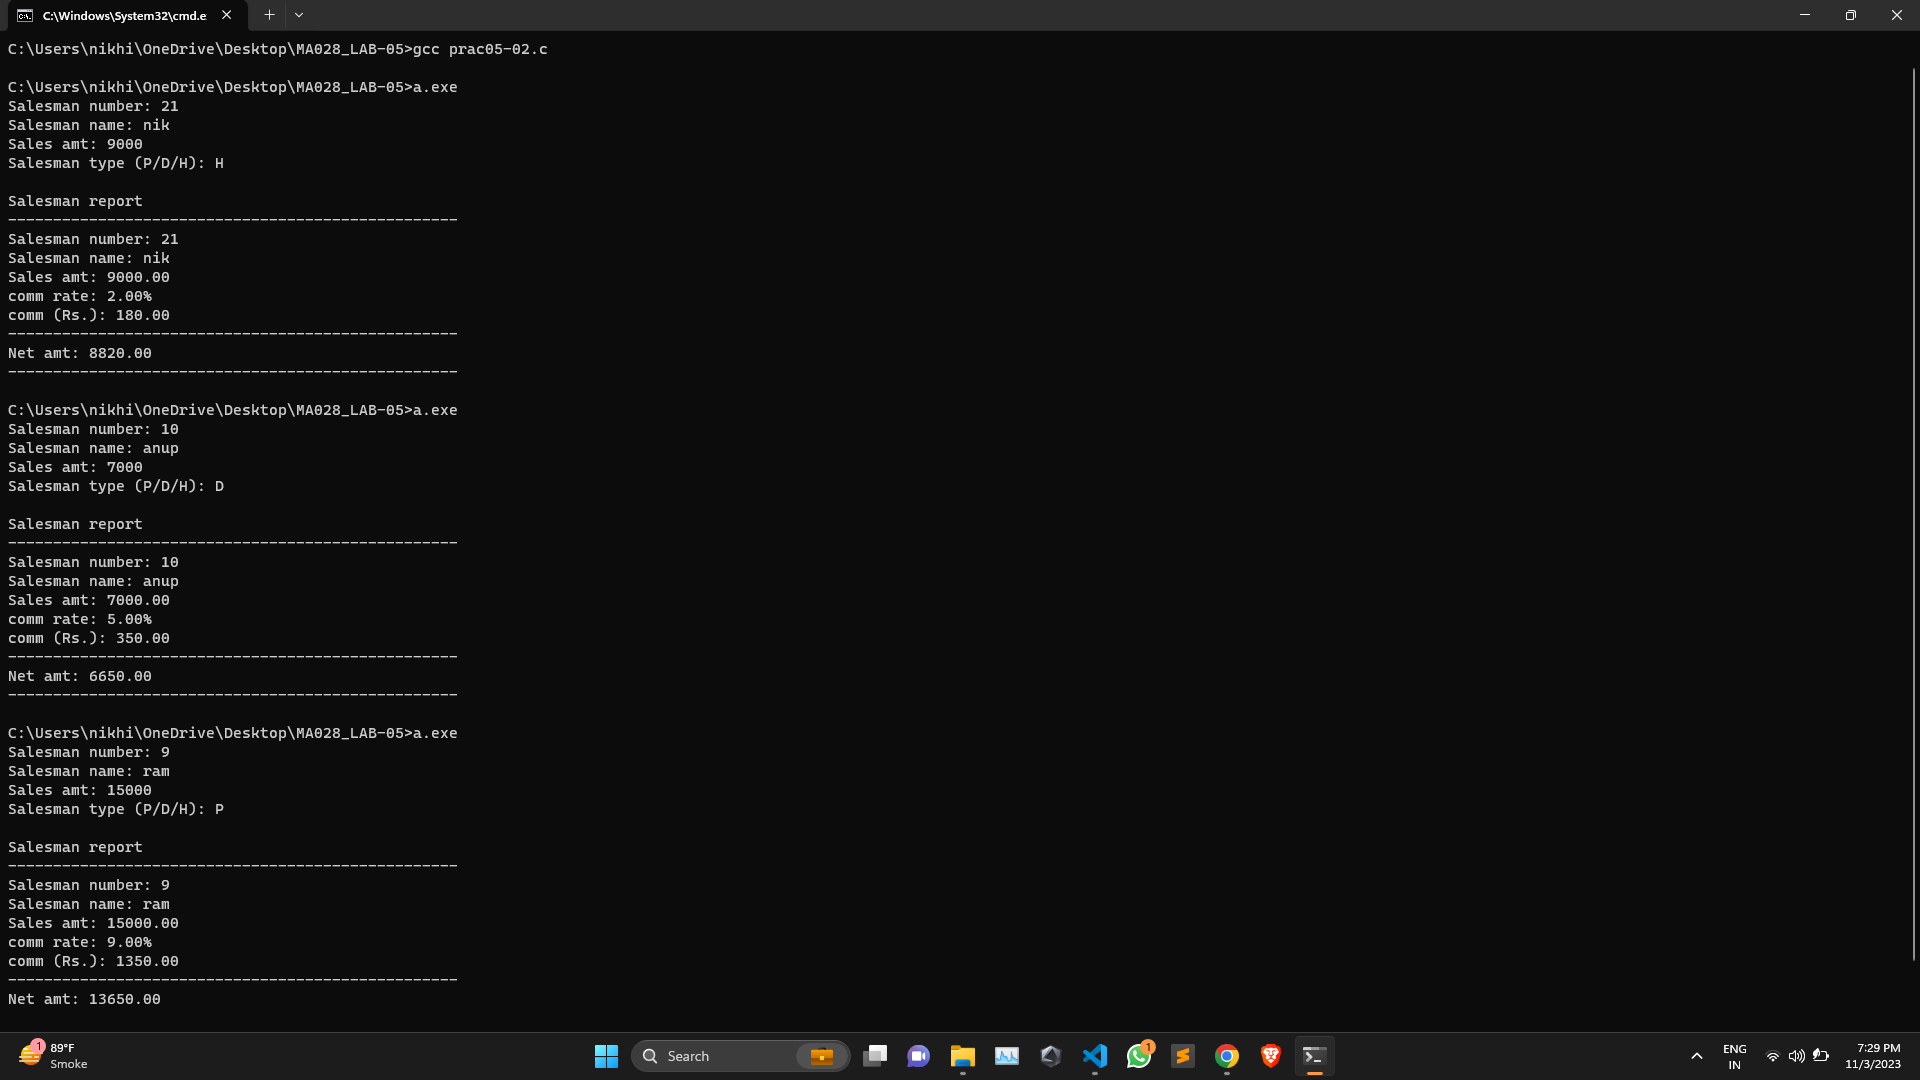 C:\Windows\System32\cmd.e
C:\Users\nikhi\OneDrive\Desktop\MA028_LAB-05>gcc prac05-02.c
C:\Users\nikhi\OneDrive\Desktop\MA028_LAB-05>a.exe
Salesman number: 21
Salesman name: nik
Sales amt: 9000
Salesman type (P/D/H): H
Salesman report
--------------------------------------------------
Salesman number: 21
Salesman name: nik
Sales amt: 9000.00
comm rate: 2.00%
comm (Rs.): 180.00
--------------------------------------------------
Net amt: 8820.00
--------------------------------------------------
C:\Users\nikhi\OneDrive\Desktop\MA028_LAB-05>a.exe
Salesman number: 10
Salesman name: anup
Sales amt: 7000
Salesman type (P/D/H): D
Salesman report
--------------------------------------------------
Salesman number: 10
Salesman name: anup
Sales amt: 7000.00
comm rate: 5.00%
comm (Rs.): 350.00
--------------------------------------------------
Net amt: 6650.00
--------------------------------------------------
C:\Users\nikhi\OneDrive\Desktop\MA028_LAB-05>a.exe
Salesman number: 9
Salesman name: ram
Sales amt: 15000
Salesman type (P/D/H): P
Salesman report
--------------------------------------------------
Salesman number: 9
Salesman name: ram
Sales amt: 15000.00
comm rate: 9.00%
comm (Rs.): 1350.00
--------------------------------------------------
Net amt: 13650.00
1
89°F
Smoke
Search
1
ENG
IN
7:29 PM
11/3/2023